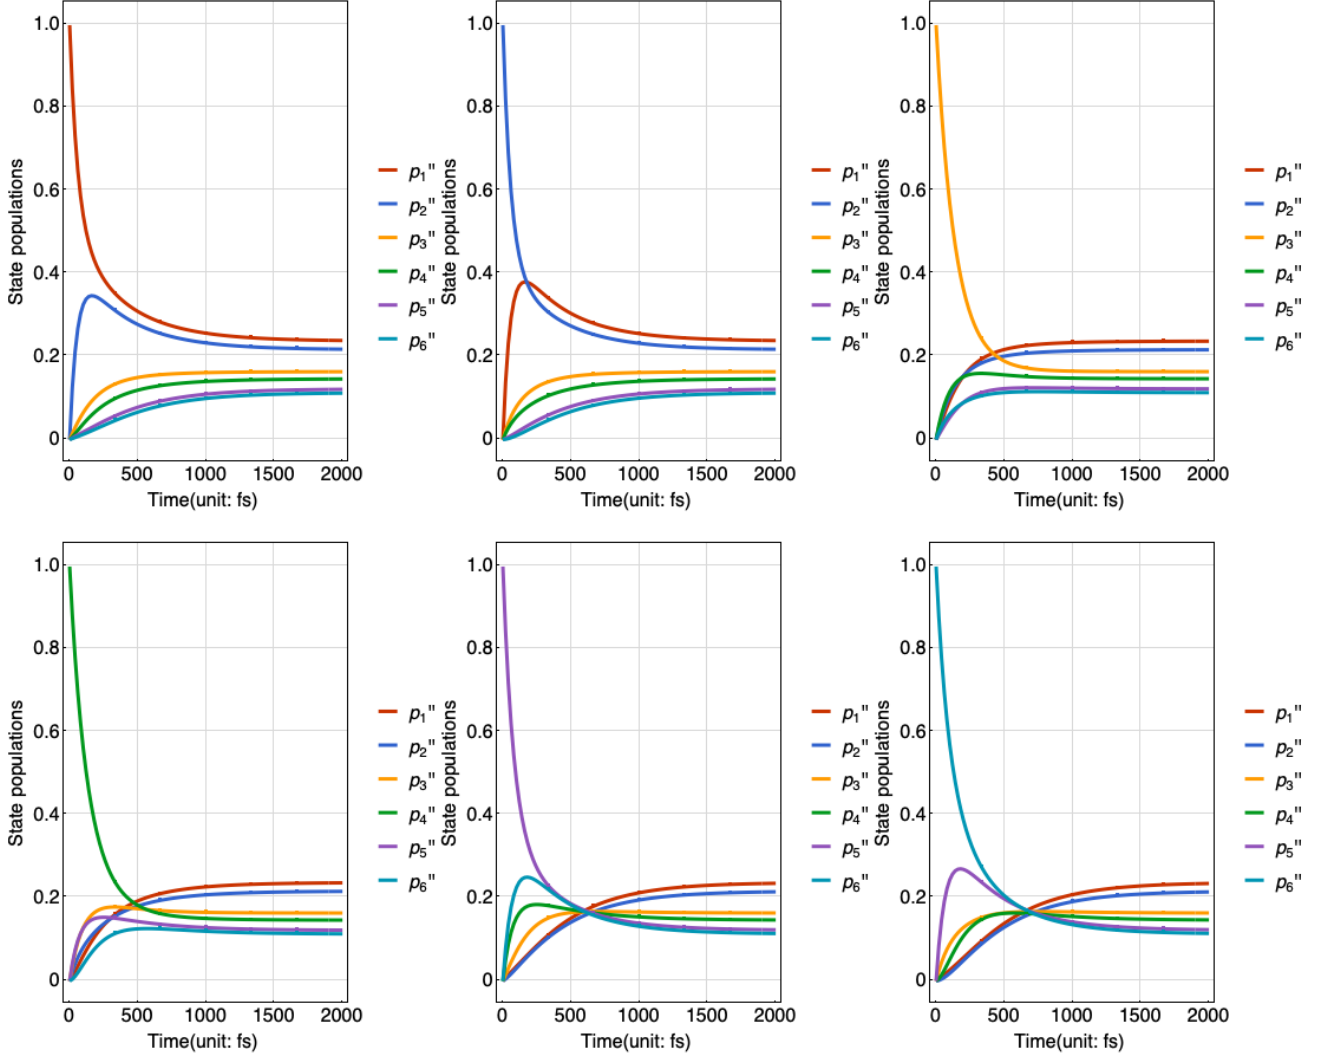 1.0
0.8
0.6
0.4
0.2
0
State populations
0 500 1000 1500 2000
Time(unit: fs)
p1"
p2"
p3"
p4"
p5"
p6"
1.0
0.8
0.6
0.4
0.2
0
State populations
0 500 1000 1500 2000
Time(unit: fs)
p1"
p2"
p3"
p4"
p5"
p6"
1.0
0.8
0.6
0.4
0.2
0
State populations
0 500 1000 1500 2000
Time(unit: fs)
p1"
p2"
p3"
p4"
p5"
p6"
1.0
0.8
0.6
0.4
0.2
0
State populations
0 500 1000 1500 2000
Time(unit: fs)
p1"
p2"
p3"
p4"
p5"
p6"
1.0
0.8
0.6
0.4
0.2
0
State populations
0 500 1000 1500 2000
Time(unit: fs)
p1"
p2"
p3"
p4"
p5"
p6"
1.0
0.8
0.6
0.4
0.2
0
State populations
0 500 1000 1500 2000
Time(unit: fs)
p1"
p2"
p3"
p4"
p5"
p6"